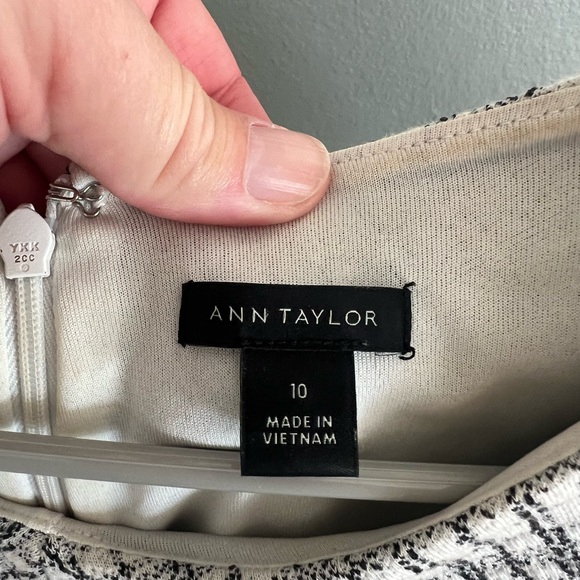 YKK
2CC
ANN TAYLOR
10
MADE IN
VIETNAM